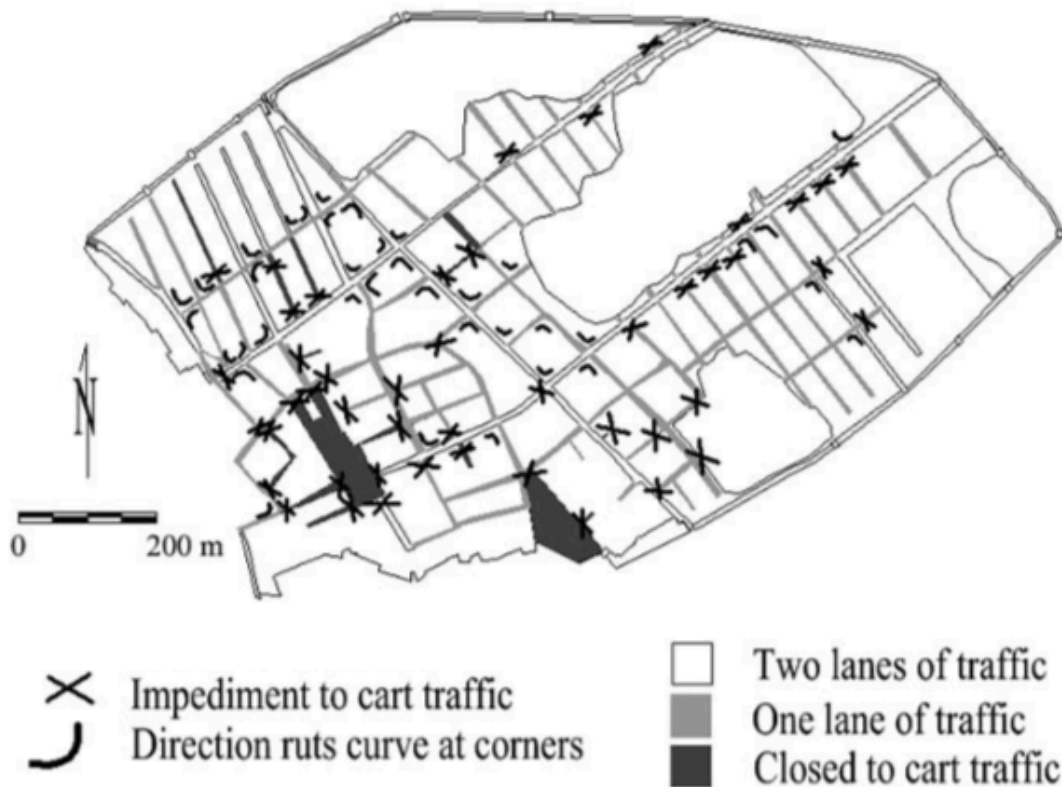 N
0 200 m
Impediment to cart traffic
Direction ruts curve at corners
Two lanes of traffic
One lane of traffic
Closed to cart traffic